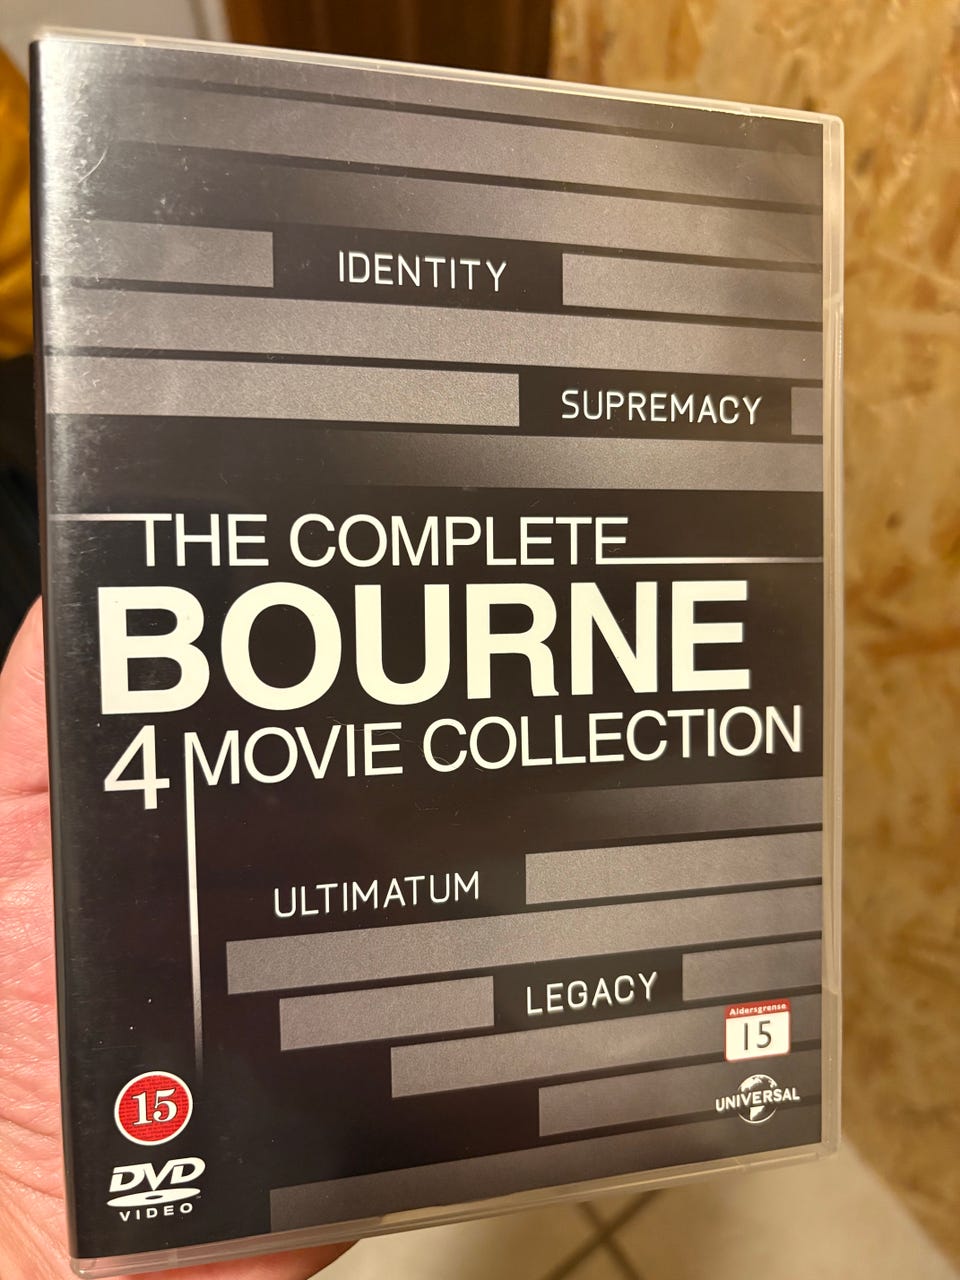 IDENTITY
SUPREMACY
THE COMPLETE
BOURNE
4 MOVIE COLLECTION
ULTIMATUM
LEGACY
Aldersgrense
15
UNIVERSAL
15
DVD
VIDEO